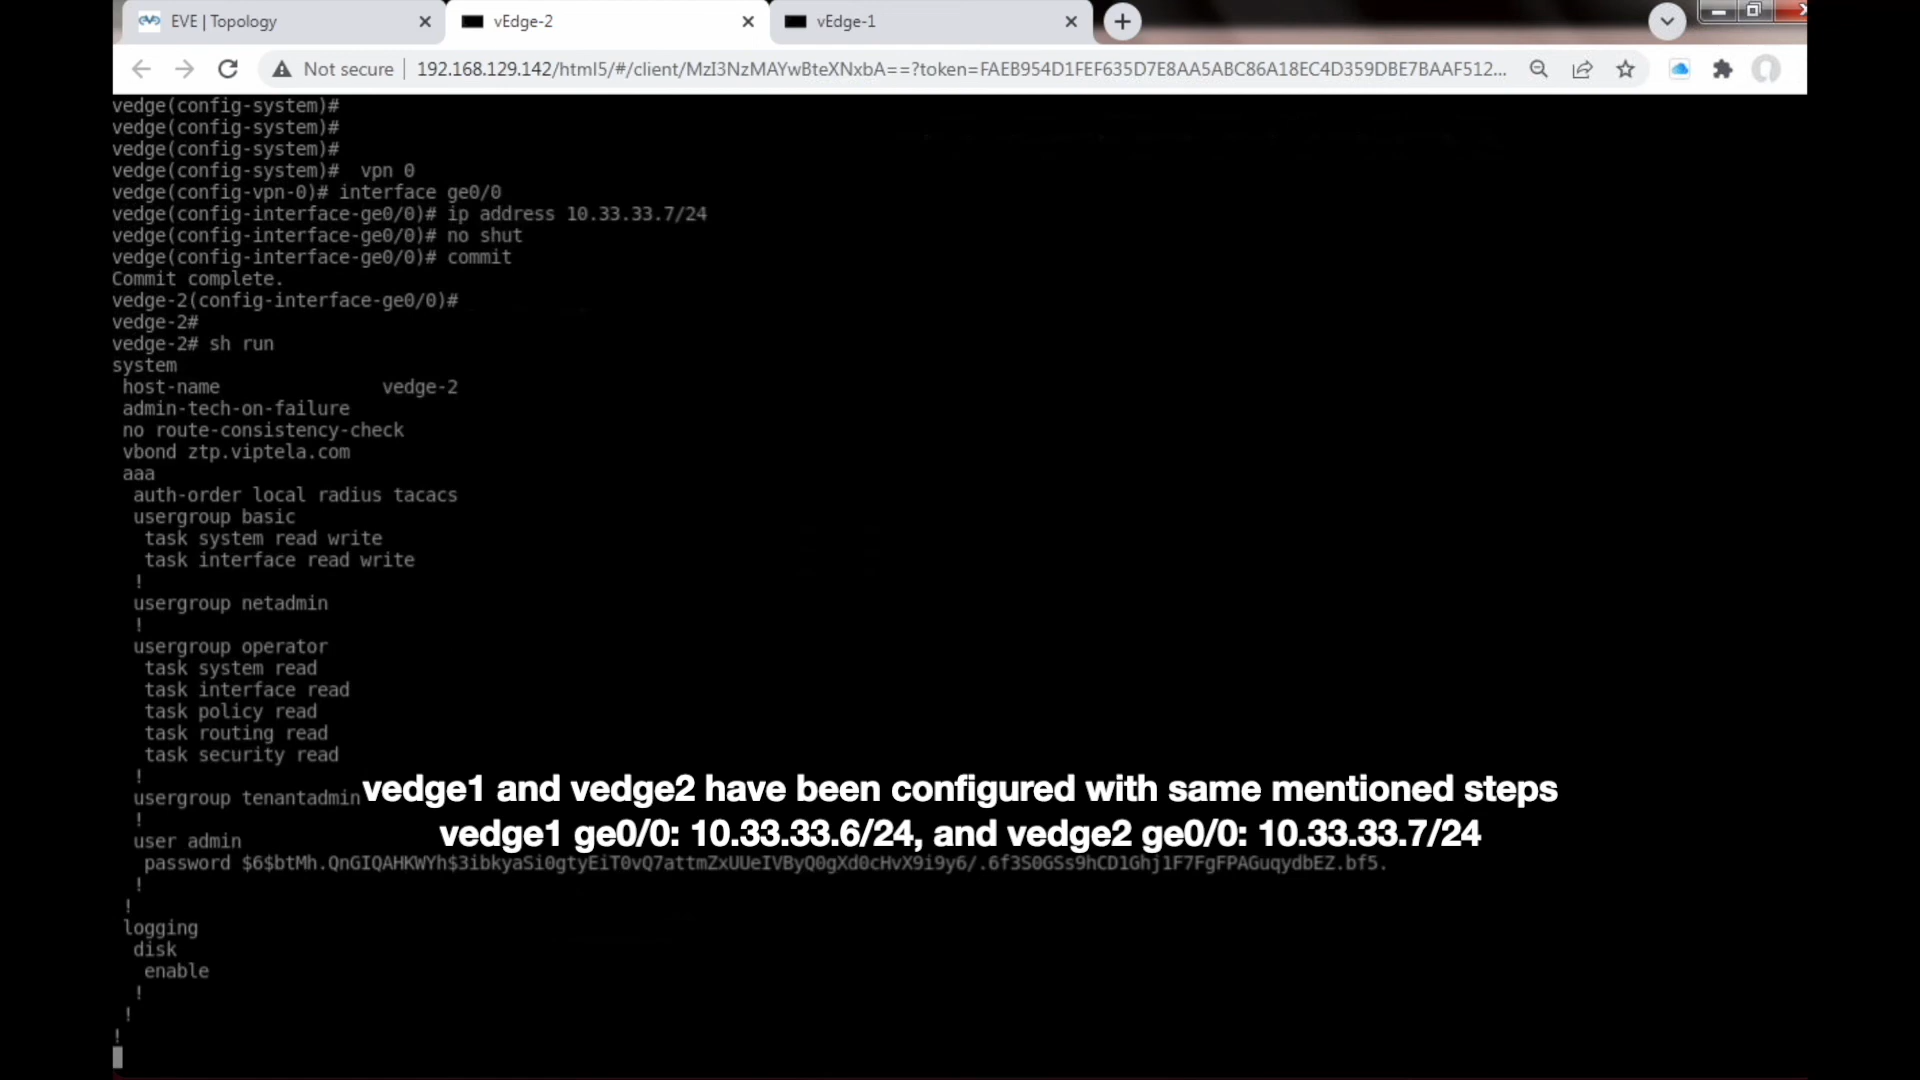 EVE | Topology
vEdge-2
vEdge-1
Not secure
192.168.129.142/html5/#/client/MzI3NzMAYwBteXNxbA==?token=FAEB954D1FEF635D7E8AA5ABC86A18EC4D359DBE7BAAF512...
vedge(config-system)#
vedge(config-system)#
vedge(config-system)#
vedge(config-system)#  vpn 0
vedge(config-vpn-0)# interface ge0/0
vedge(config-interface-ge0/0)# ip address 10.33.33.7/24
vedge(config-interface-ge0/0)# no shut
vedge(config-interface-ge0/0)# commit
Commit complete.
vedge-2(config-interface-ge0/0)#
vedge-2#
vedge-2# sh run
system
host-name vedge-2
admin-tech-on-failure
no route-consistency-check
vbond ztp.viptela.com
aaa
auth-order local radius tacacs
usergroup basic
task system read write
task interface read write
!
usergroup netadmin
!
usergroup operator
task system read
task interface read
task policy read
task routing read
task security read
!
usergroup tenantadmin
!
user admin
password $6$btMh.QnGIQAHKWYh$3ibkyaSi0gtyEiT0vQ7attmZxUUeIVByQ0gXd0cHvX9i9y6/.6f3S0GSs9hCD1Ghj1F7FgFPAGuqydbEZ.bf5.
!
!
logging
disk
enable
!
!
!
vedge1 and vedge2 have been configured with same mentioned steps
vedge1 ge0/0: 10.33.33.6/24, and vedge2 ge0/0: 10.33.33.7/24